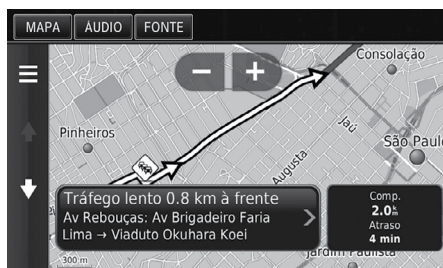 MAPA ÁUDIO FONTE
Consolação
Pinheiros
Jaú
São Paul
Augusta
Tráfego lento 0.8 km à frente
Av Rebouças: Av Brigadeiro Faria
Lima → Viaduto Okuhara Koei
Comp.
2.0 km
Atraso
4 min
300 m
Jardim Paulista